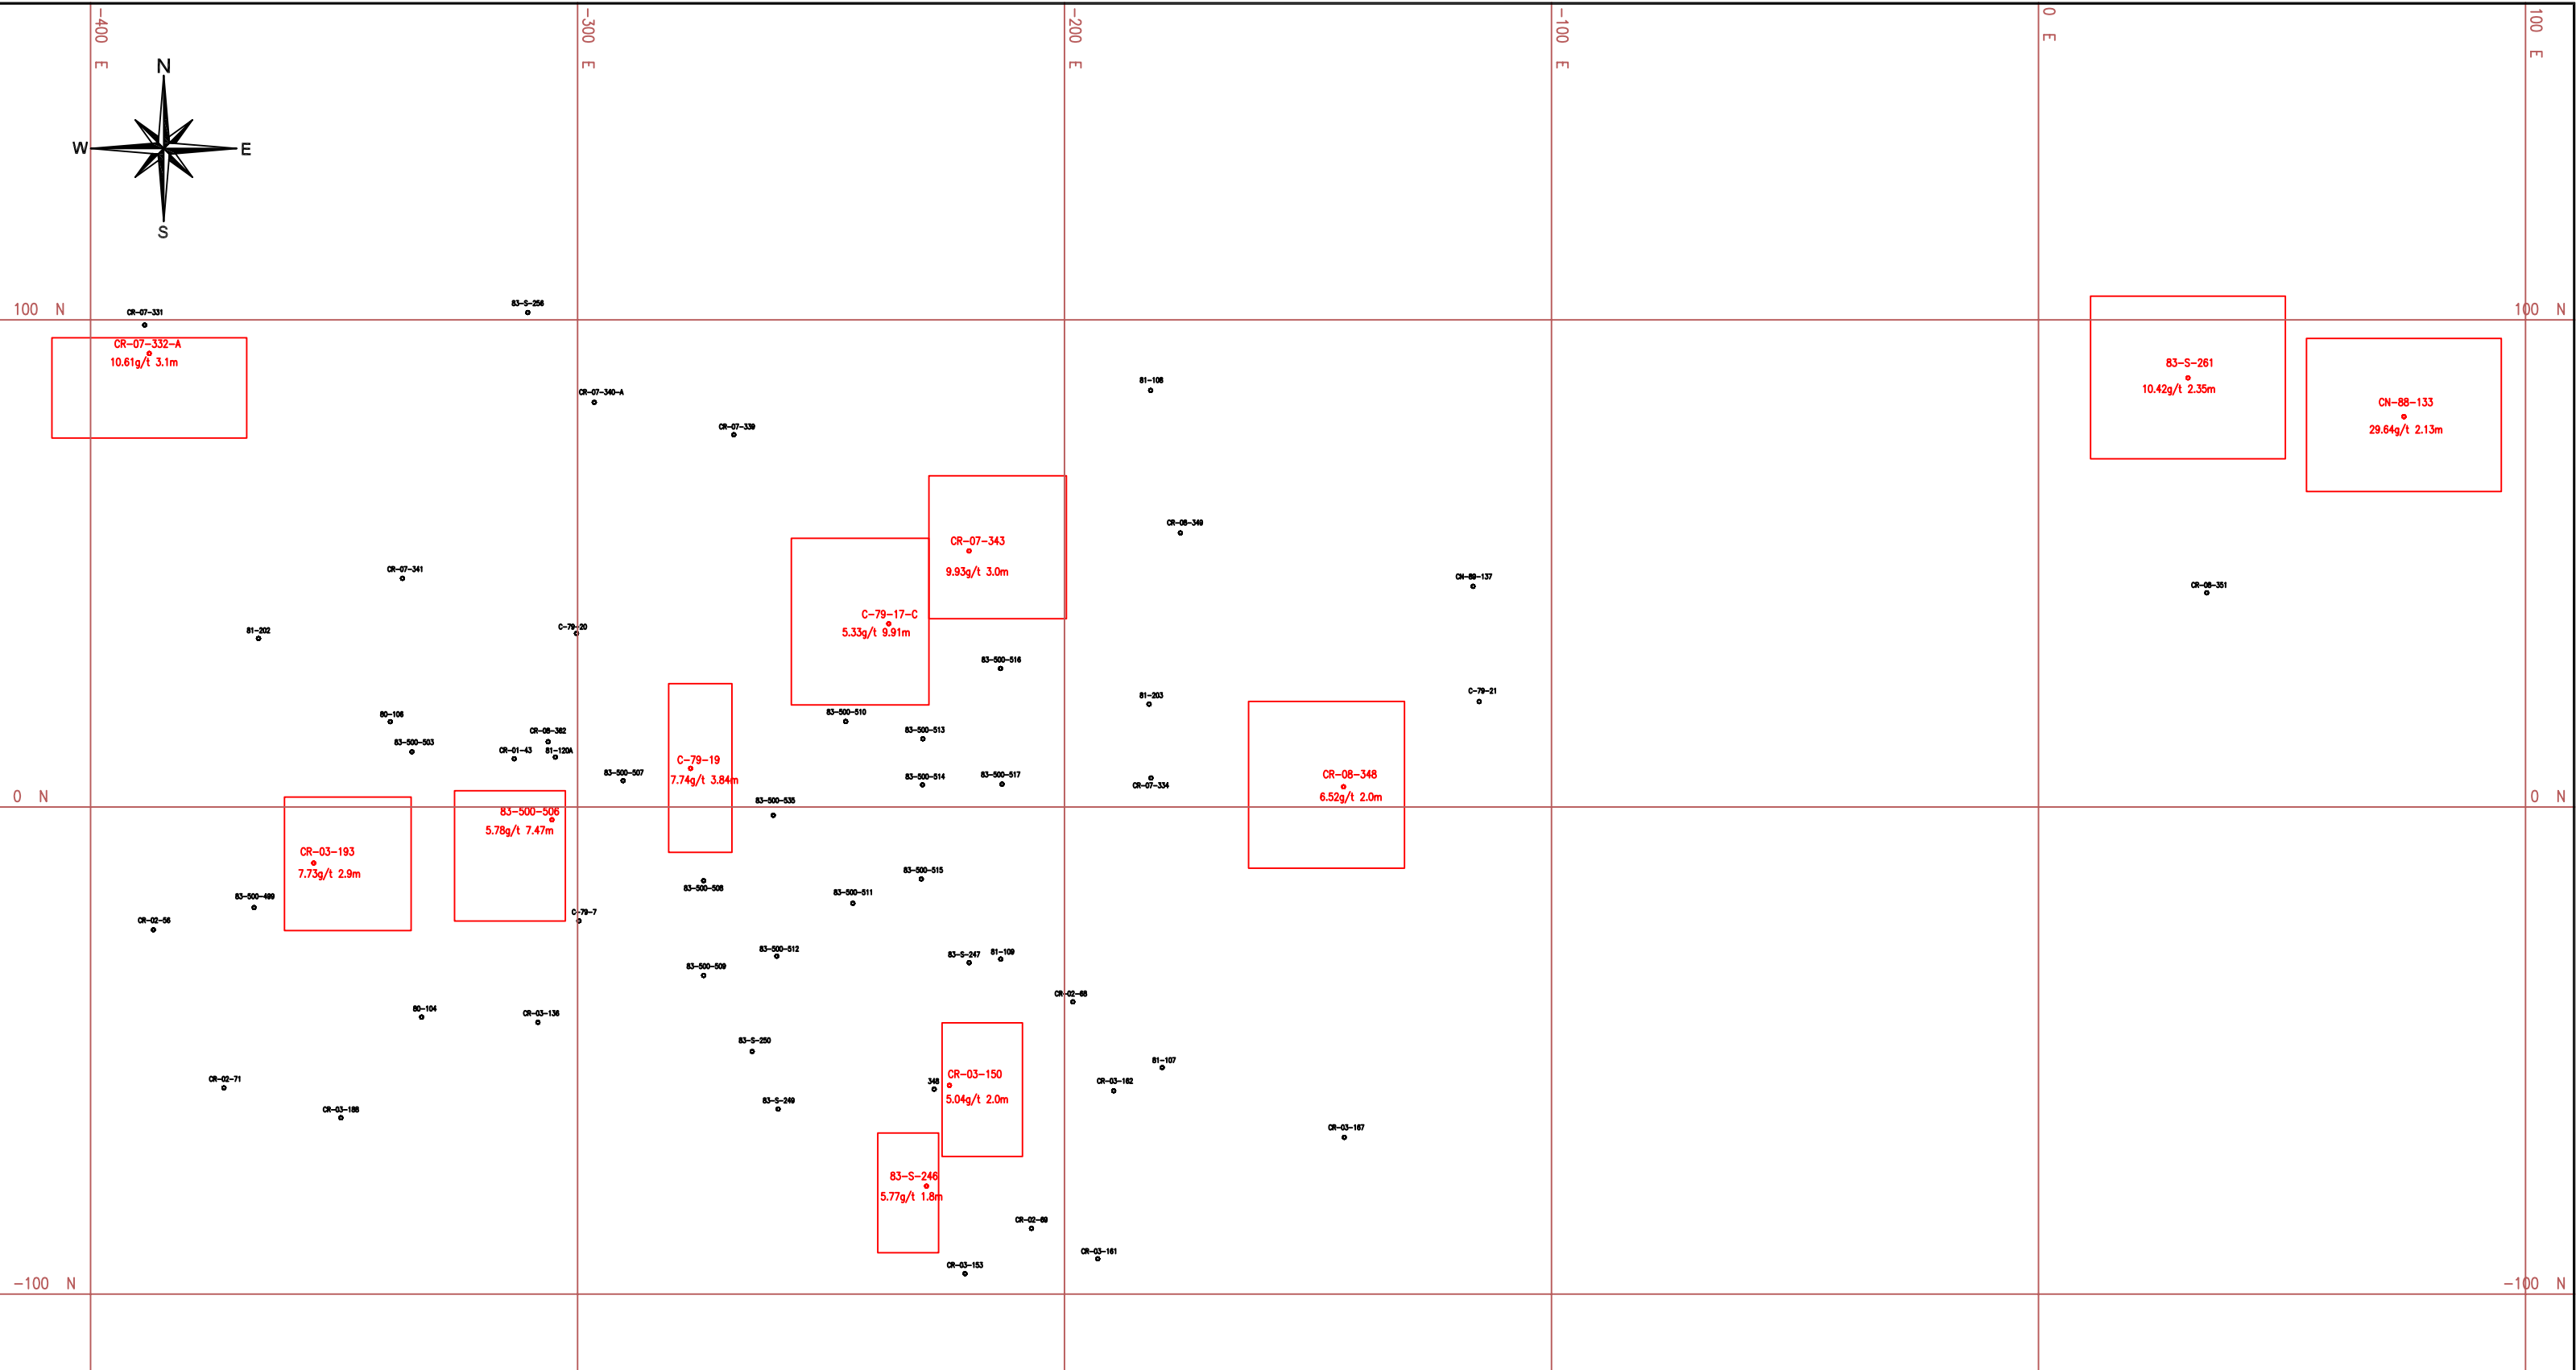 -400 E
-300 E
-200 E
-100 E
0 E
100 E
N
W
E
S
100 N
100 N
83-S-256
CR-07-331
CR-07-332-A
10.61g/t 3.1m
83-S-261
10.42g/t 2.35m
81-108
CR-07-340-A
CN-88-133
29.64g/t 2.13m
CR-07-339
CR-08-349
CR-07-343
9.93g/t 3.0m
CR-07-341
CN-89-137
CR-08-351
C-79-17-C
5.33g/t 9.91m
81-202
C-79-20
83-500-516
81-203
C-79-21
80-106
83-500-510
CR-08-362
83-500-513
83-500-503
CR-01-43
81-120A
C-79-19
7.74g/t 3.84m
83-500-507
83-500-514
83-500-517
CR-07-334
CR-08-348
6.52g/t 2.0m
0 N
0 N
83-500-535
83-500-506
5.78g/t 7.47m
CR-03-193
7.73g/t 2.9m
83-500-508
83-500-515
83-500-511
83-500-499
CR-02-56
C-79-7
83-500-512
83-S-247
81-109
83-500-509
CR-02-68
80-104
CR-03-136
83-S-250
81-107
CR-02-71
348
CR-03-150
5.04g/t 2.0m
CR-03-162
83-S-249
CR-03-188
CR-03-167
83-S-246
5.77g/t 1.8m
CR-02-69
CR-03-161
CR-03-153
-100 N
-100 N